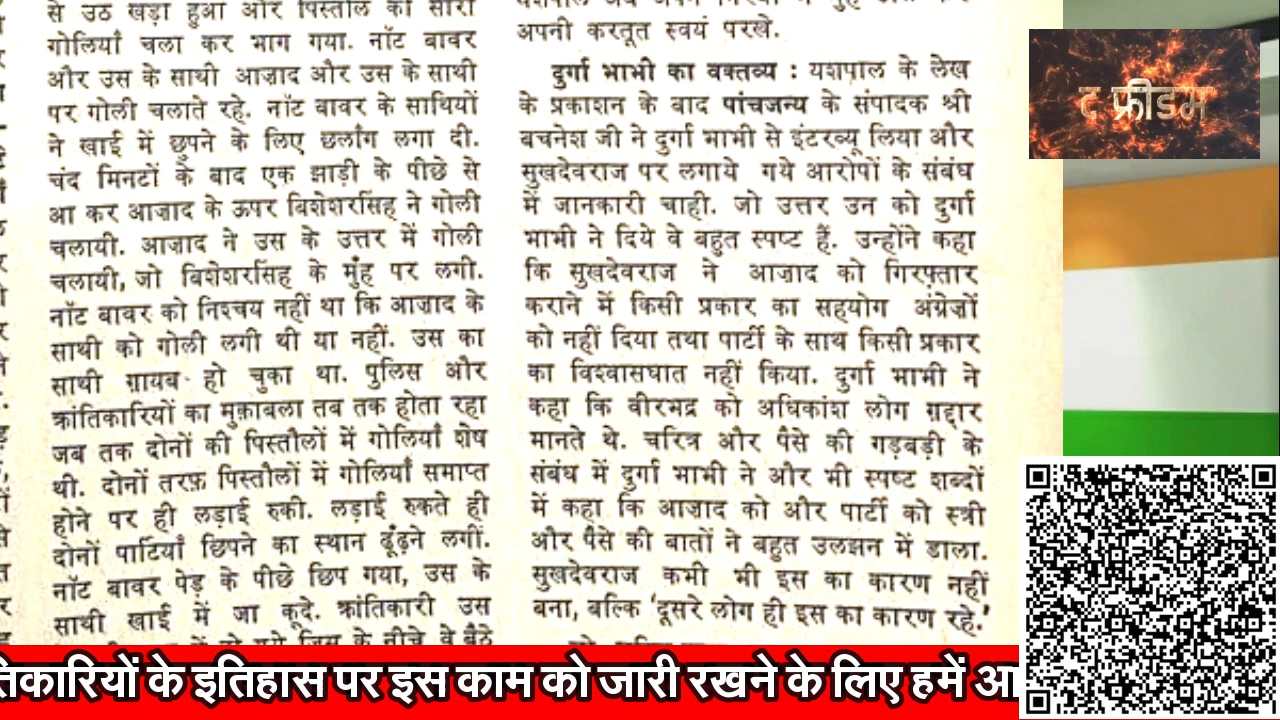 से उठ खड़ा हुआ और पिस्तौल की सारी
गोलियाँ चला कर भाग गया. नॉट बावर
और उस के साथी आज़ाद और उस के साथी
पर गोली चलाते रहे. नॉट बावर के साथियों
ने खाई में छुपने के लिए छलाँग लगा दी.
चंद मिनटों के बाद एक झाड़ी के पीछे से
आ कर आज़ाद के ऊपर बिशेशरसिंह ने गोली
चलायी. आज़ाद ने उस के उत्तर में गोली
चलायी, जो बिशेशरसिंह के मुँह पर लगी.
नॉट बावर को निश्चय नहीं था कि आज़ाद के
साथी को गोली लगी थी या नहीं. उस का
साथी ग़ायब हो चुका था. पुलिस और
क्रांतिकारियों का मुक़ाबला तब तक होता रहा
जब तक दोनों की पिस्तौलों में गोलियाँ शेष
थी. दोनों तरफ़ पिस्तौलों में गोलियाँ समाप्त
होने पर ही लड़ाई रुकी. लड़ाई रुकते ही
दोनों पार्टियाँ छिपने का स्थान ढूंढ़ने लगीं.
नॉट बावर पेड़ के पीछे छिप गया, उस के
साथी खाई में जा कूदे. क्रांतिकारी उस
अपनी करतूत स्वयं परखे.
दुर्गा भाभी का वक्तव्य : यशपाल के लेख
के प्रकाशन के बाद पांचजन्य के संपादक श्री
बचनेश जी ने दुर्गा भाभी से इंटरव्यू लिया और
सुखदेवराज पर लगाये गये आरोपों के संबंध
में जानकारी चाही. जो उत्तर उन को दुर्गा
भाभी ने दिये वे बहुत स्पष्ट हैं. उन्होंने कहा
कि सुखदेवराज ने आज़ाद को गिरफ़्तार
कराने में किसी प्रकार का सहयोग अंग्रेज़ों
को नहीं दिया तथा पार्टी के साथ किसी प्रकार
का विश्वासघात नहीं किया. दुर्गा भाभी ने
कहा कि वीरभद्र को अधिकांश लोग ग़द्दार
मानते थे. चरित्र और पैसे की गड़बड़ी के
संबंध में दुर्गा भाभी ने और भी स्पष्ट शब्दों
में कहा कि आज़ाद को और पार्टी को स्त्री
और पैसे की बातों ने बहुत उलझन में डाला.
सुखदेवराज कभी भी इस का कारण नहीं
बना, बल्कि 'दूसरे लोग ही इस का कारण रहे.'
द फ्रीडम
तिकारियों के इतिहास पर इस काम को जारी रखने के लिए हमें आ